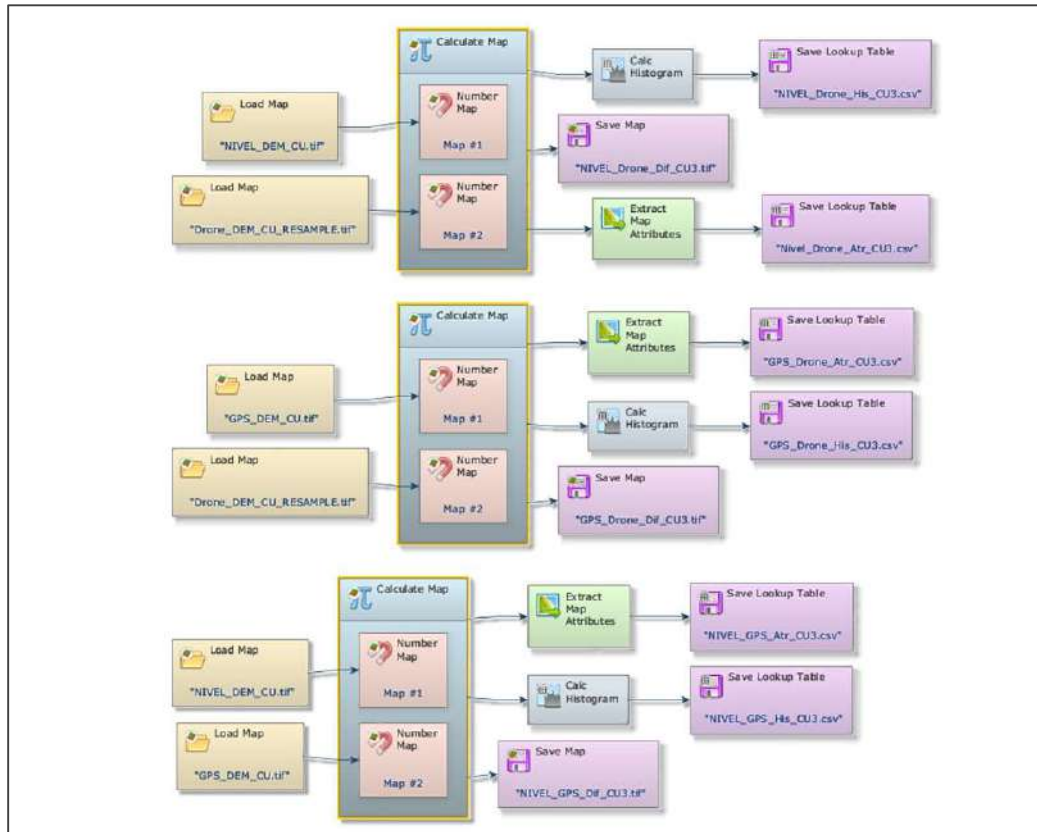 Calculate Map
Calc
Histogram
Save Lookup Table
"NIVEL_Drone_His_CU3.csv"
Load Map
"NIVEL_DEM_CU.tif"
Number
Map
Map #1
Save Map
"NIVEL_Drone_Dif_CU3.tif"
Load Map
"Drone_DEM_CU_RESAMPLE.tif"
Number
Map
Map #2
Extract
Map
Attributes
Save Lookup Table
"Nivel_Drone_Atr_CU3.csv"
Calculate Map
Extract
Map
Attributes
Save Lookup Table
"GPS_Drone_Atr_CU3.csv"
Load Map
"GPS_DEM_CU.tif"
Number
Map
Map #1
Calc
Histogram
Save Lookup Table
"GPS_Drone_His_CU3.csv"
Load Map
"Drone_DEM_CU_RESAMPLE.tif"
Number
Map
Map #2
Save Map
"GPS_Drone_Dif_CU3.tif"
Calculate Map
Extract
Map
Attributes
Save Lookup Table
"NIVEL_GPS_Atr_CU3.csv"
Load Map
"NIVEL_DEM_CU.tif"
Number
Map
Map #1
Calc
Histogram
Save Lookup Table
"NIVEL_GPS_His_CU3.csv"
Load Map
"GPS_DEM_CU.tif"
Number
Map
Map #2
Save Map
"NIVEL_GPS_Dif_CU3.tif"